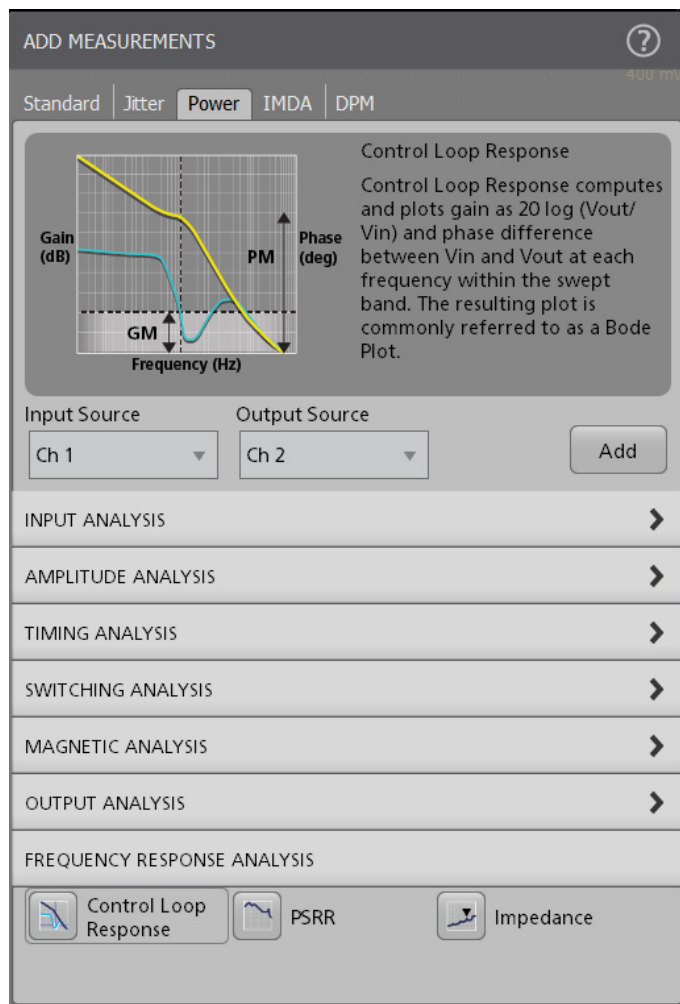 ADD MEASUREMENTS
?
400 mV
Standard
Jitter
Power
IMDA
DPM
Gain
(dB)
PM
Phase
(deg)
GM
Frequency (Hz)
Control Loop Response
Control Loop Response computes
and plots gain as 20 log (Vout/
Vin) and phase difference
between Vin and Vout at each
frequency within the swept
band. The resulting plot is
commonly referred to as a Bode
Plot.
Input Source
Output Source
Ch 1
Ch 2
Add
INPUT ANALYSIS
AMPLITUDE ANALYSIS
TIMING ANALYSIS
SWITCHING ANALYSIS
MAGNETIC ANALYSIS
OUTPUT ANALYSIS
FREQUENCY RESPONSE ANALYSIS
Control Loop
Response
PSRR
Impedance